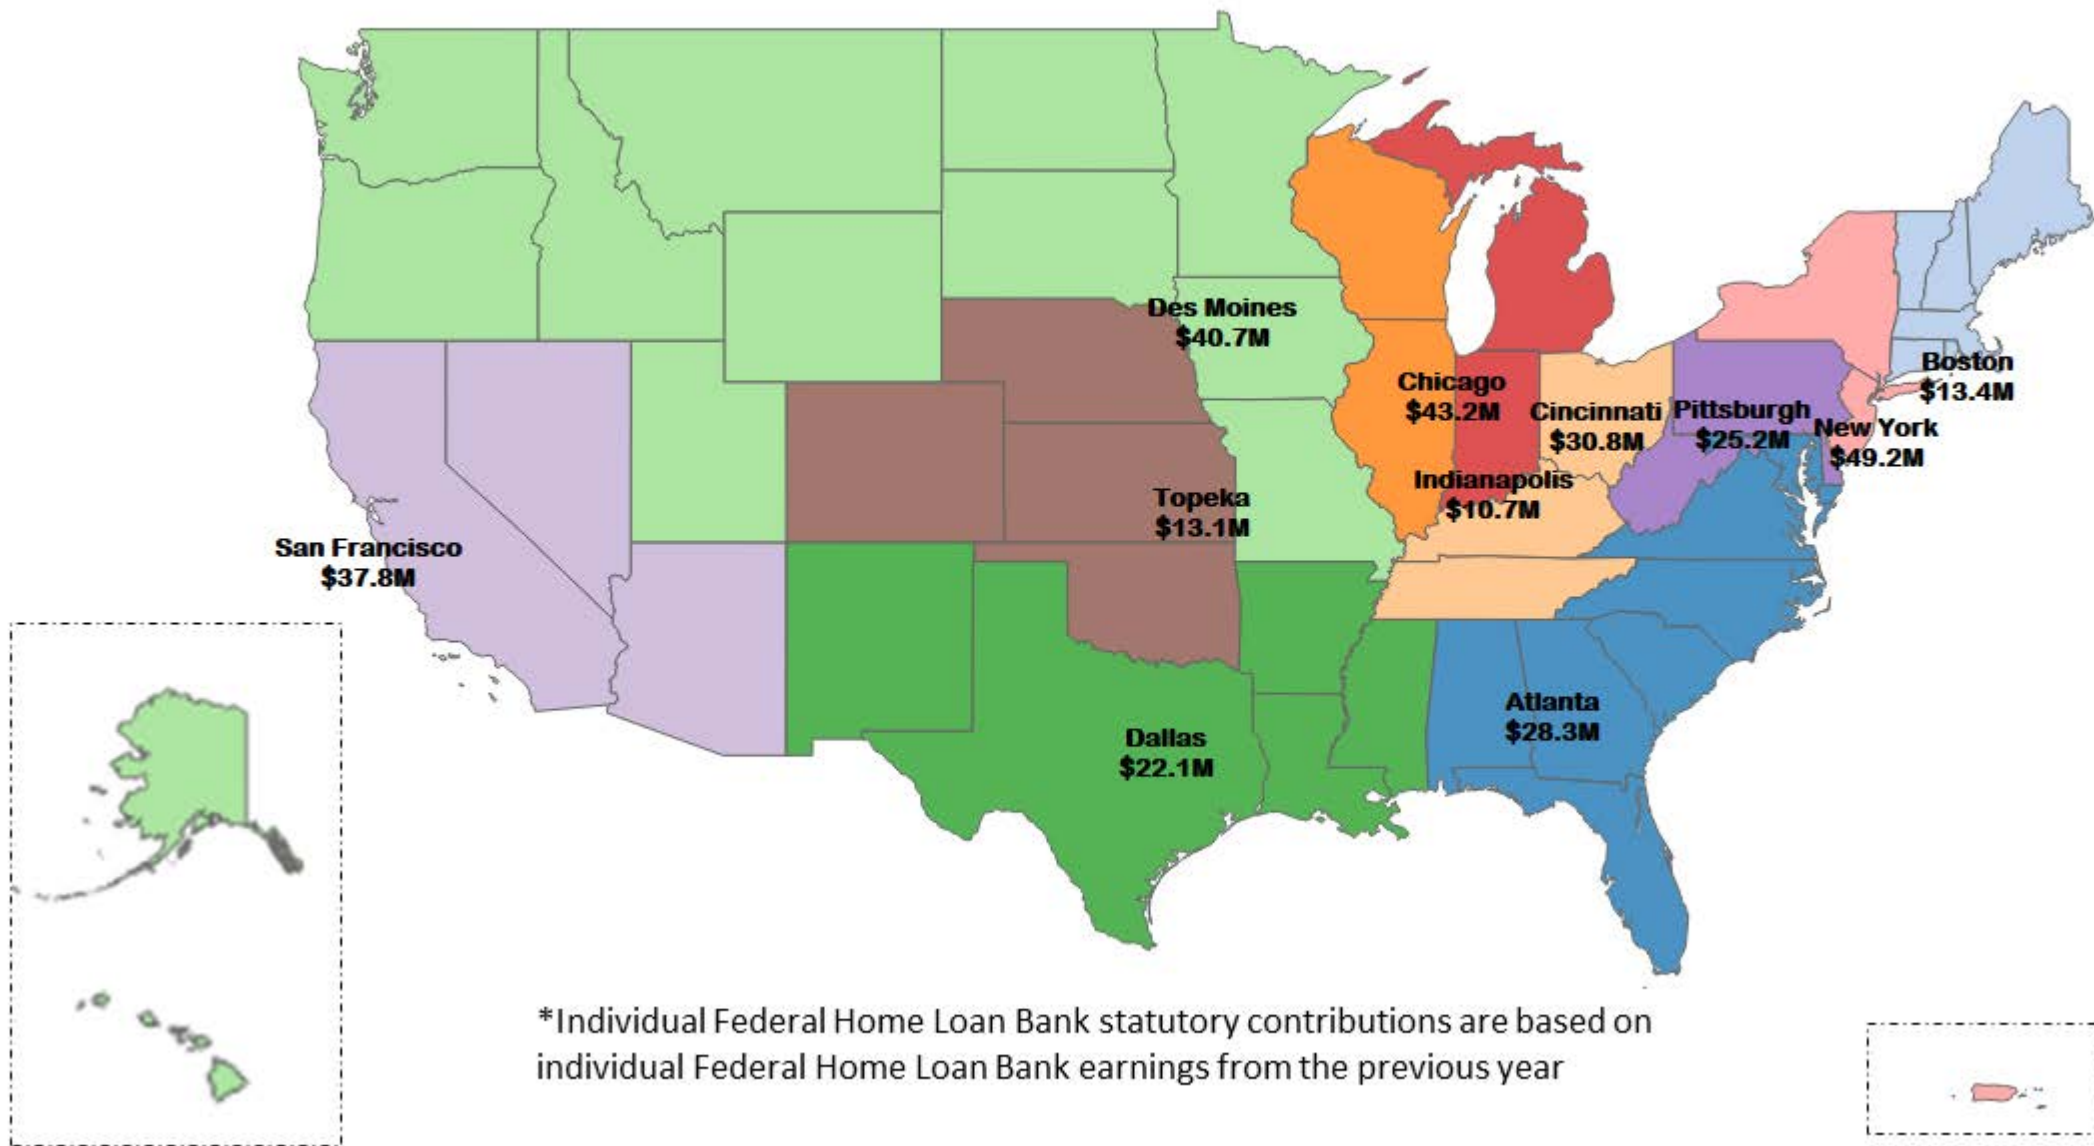 Des Moines
$40.7M
Boston
$13.4M
Chicago
$43.2M
Cincinnati
$30.8M
Pittsburgh
$25.2M
New York
$49.2M
Indianapolis
$10.7M
Topeka
$13.1M
San Francisco
$37.8M
Atlanta
$28.3M
Dallas
$22.1M
*Individual Federal Home Loan Bank statutory contributions are based on
individual Federal Home Loan Bank earnings from the previous year